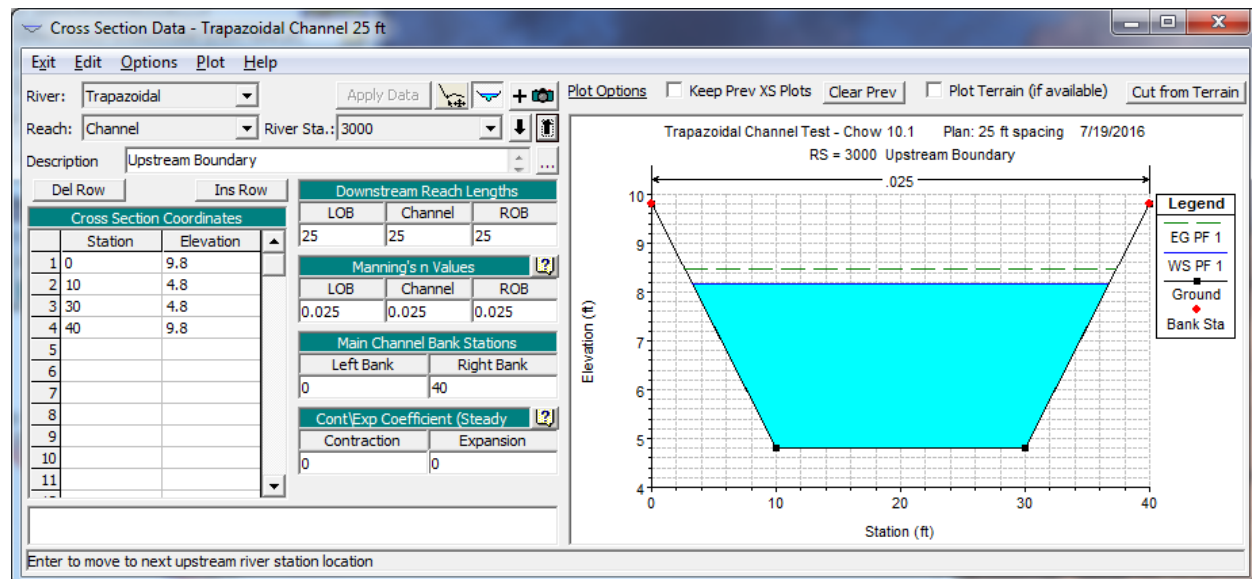 Cross Section Data - Trapazoidal Channel 25 ft
Exit Edit Options Plot Help
River: Trapazoidal Apply Data
Reach: Channel River Sta.: 3000
Description Upstream Boundary ...
Del Row Ins Row
Cross Section Coordinates
Station Elevation
1 0 9.8
2 10 4.8
3 30 4.8
4 40 9.8
5
6
7
8
9
10
11
Downstream Reach Lengths
LOB Channel ROB
25 25 25
Manning's n Values
LOB Channel ROB
0.025 0.025 0.025
Main Channel Bank Stations
Left Bank Right Bank
0 40
Cont\Exp Coefficient (Steady
Contraction Expansion
0 0
Plot Options Keep Prev XS Plots Clear Prev Plot Terrain (if available) Cut from Terrain
Trapazoidal Channel Test - Chow 10.1 Plan: 25 ft spacing 7/19/2016
RS = 3000 Upstream Boundary
.025
10
9
8
7
6
5
4
Elevation (ft)
0 10 20 30 40
Station (ft)
Legend
EG PF 1
WS PF 1
Ground
Bank Sta
Enter to move to next upstream river station location